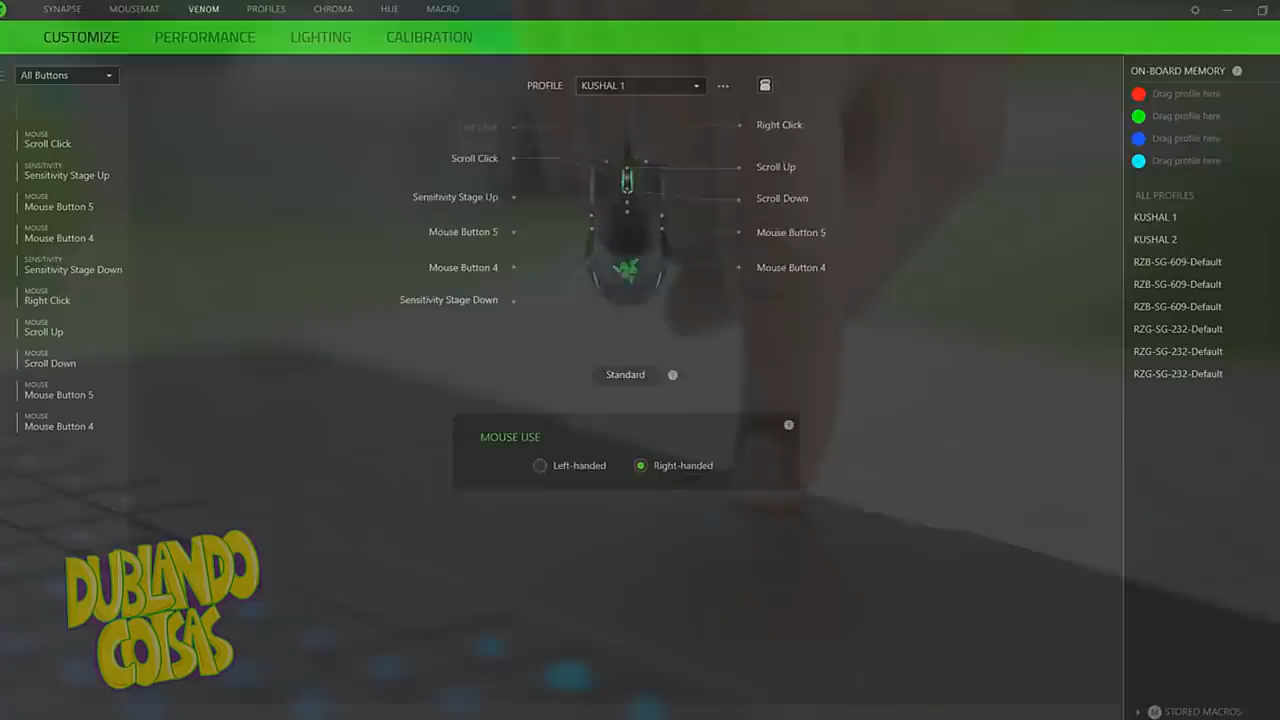 SYNAPSE MOUSEMAT VENOM PROFILES CHROMA HUE MACRO
CUSTOMIZE PERFORMANCE LIGHTING CALIBRATION
All Buttons
MOUSE
Scroll Click
SENSITIVITY
Sensitivity Stage Up
MOUSE
Mouse Button 5
MOUSE
Mouse Button 4
SENSITIVITY
Sensitivity Stage Down
MOUSE
Right Click
MOUSE
Scroll Up
MOUSE
Scroll Down
MOUSE
Mouse Button 5
MOUSE
Mouse Button 4
PROFILE KUSHAL 1
Left Click
Scroll Click
Sensitivity Stage Up
Mouse Button 5
Mouse Button 4
Sensitivity Stage Down
Right Click
Scroll Up
Scroll Down
Mouse Button 5
Mouse Button 4
Standard
MOUSE USE
Left-handed Right-handed
ON-BOARD MEMORY
Drag profile here
Drag profile here
Drag profile here
Drag profile here
ALL PROFILES
KUSHAL 1
KUSHAL 2
RZB-SG-609-Default
RZB-SG-609-Default
RZB-SG-609-Default
RZG-SG-232-Default
RZG-SG-232-Default
RZG-SG-232-Default
STORED MACROS
DUBLANDO
COISAS